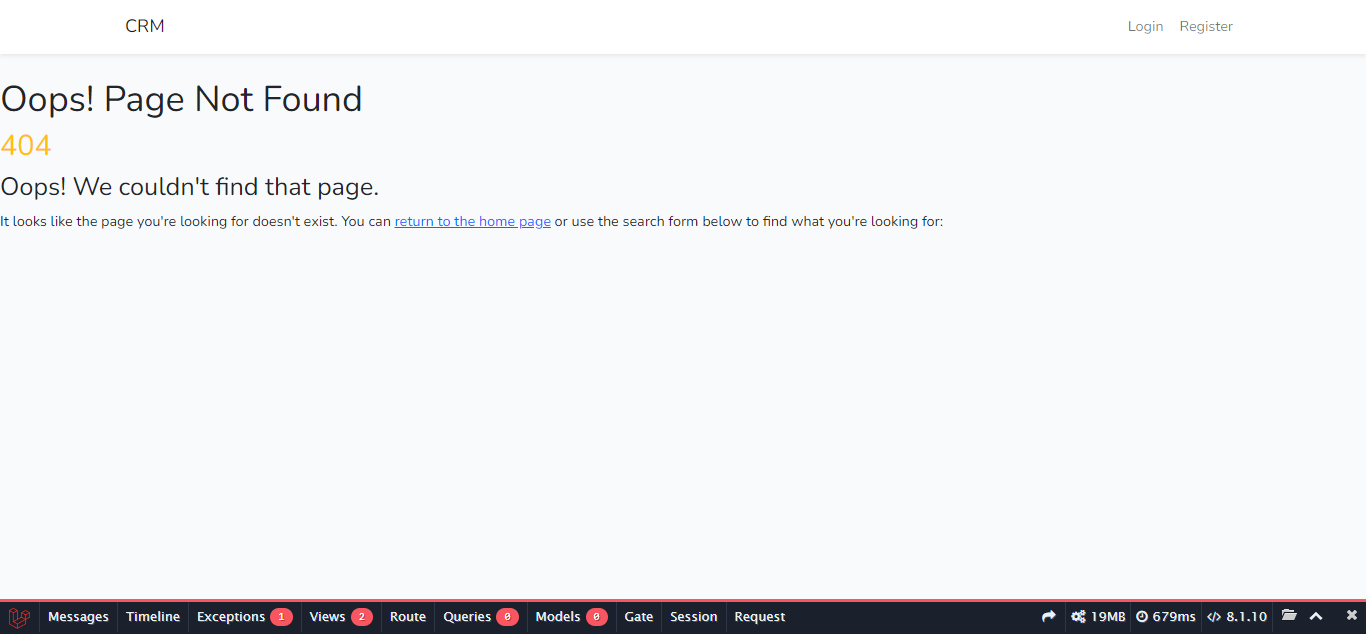 CRM Login Register
Oops! Page Not Found
404
Oops! We couldn't find that page.
It looks like the page you're looking for doesn't exist. You can return to the home page or use the search form below to find what you're looking for:
Messages Timeline Exceptions 1 Views 2 Route Queries 0 Models 0 Gate Session Request 19MB 679ms 8.1.10